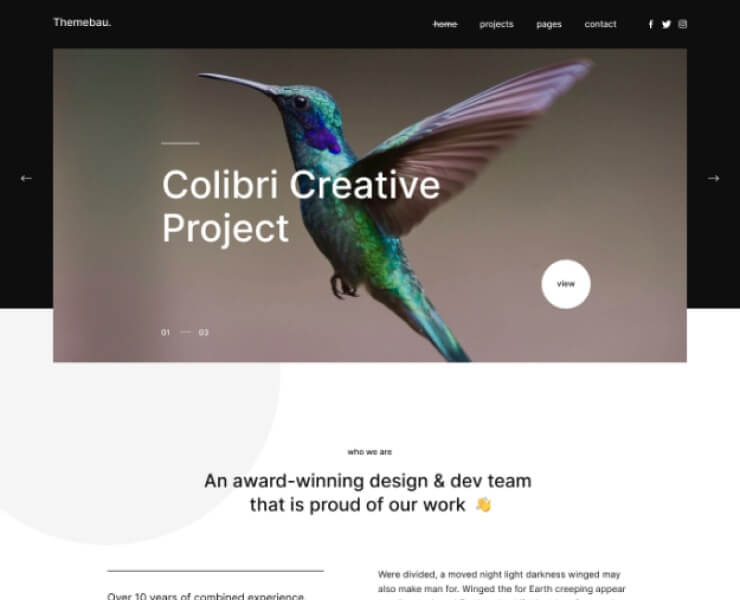 Themebau.
home projects pages contact
Colibri Creative
Project
view
01 03
who we are
An award-winning design & dev team
that is proud of our work 👋
Over 10 years of combined experience,
Were divided, a moved night light darkness winged may
also make man for. Winged the for Earth creeping appear